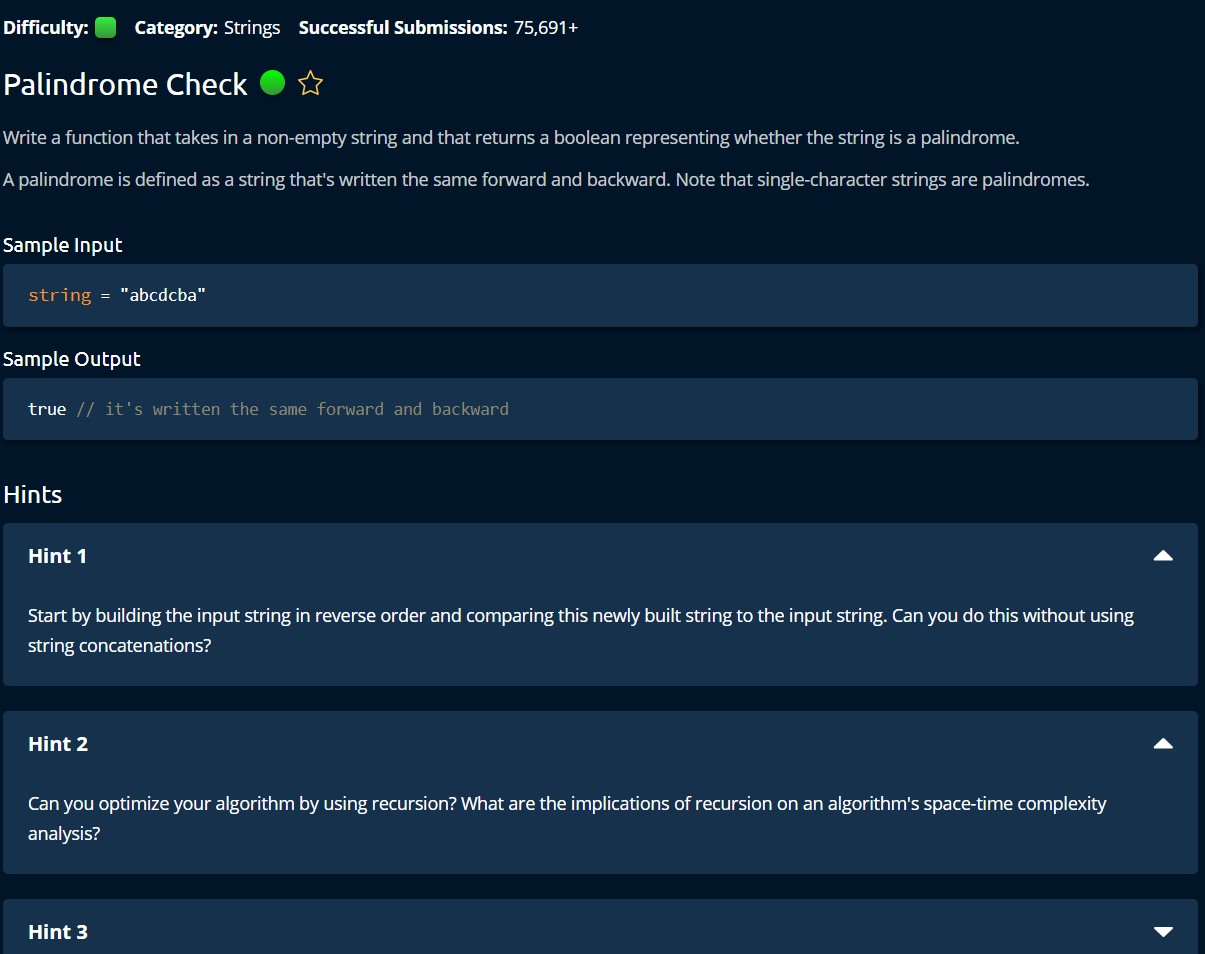 Difficulty: Category: Strings Successful Submissions: 75,691+
Palindrome Check
Write a function that takes in a non-empty string and that returns a boolean representing whether the string is a palindrome.
A palindrome is defined as a string that's written the same forward and backward. Note that single-character strings are palindromes.
Sample Input
string = "abcdcba"
Sample Output
true // it's written the same forward and backward
Hints
Hint 1
Start by building the input string in reverse order and comparing this newly built string to the input string. Can you do this without using
string concatenations?
Hint 2
Can you optimize your algorithm by using recursion? What are the implications of recursion on an algorithm's space-time complexity
analysis?
Hint 3